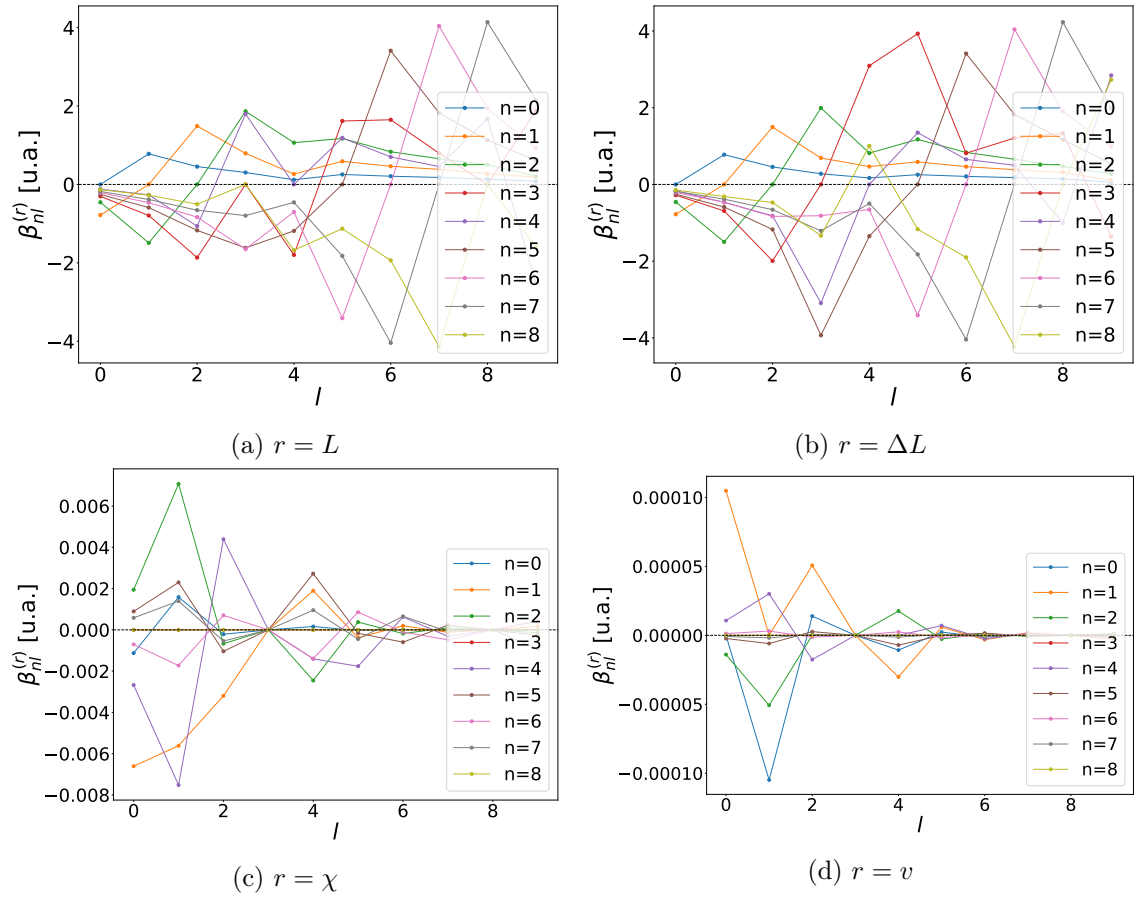 4
2
0
−2
−4
β_{nl}^{(r)} [u.a.]
0 2 4 6 8
l
n=0
n=1
n=2
n=3
n=4
n=5
n=6
n=7
n=8
(a) r = L
4
2
0
−2
−4
β_{nl}^{(r)} [u.a.]
0 2 4 6 8
l
n=0
n=1
n=2
n=3
n=4
n=5
n=6
n=7
n=8
(b) r = ΔL
0.006
0.004
0.002
0.000
−0.002
−0.004
−0.006
−0.008
β_{nl}^{(r)} [u.a.]
0 2 4 6 8
l
n=0
n=1
n=2
n=3
n=4
n=5
n=6
n=7
n=8
(c) r = χ
0.00010
0.00005
0.00000
−0.00005
−0.00010
β_{nl}^{(r)} [u.a.]
0 2 4 6 8
l
n=0
n=1
n=2
n=3
n=4
n=5
n=6
n=7
n=8
(d) r = v